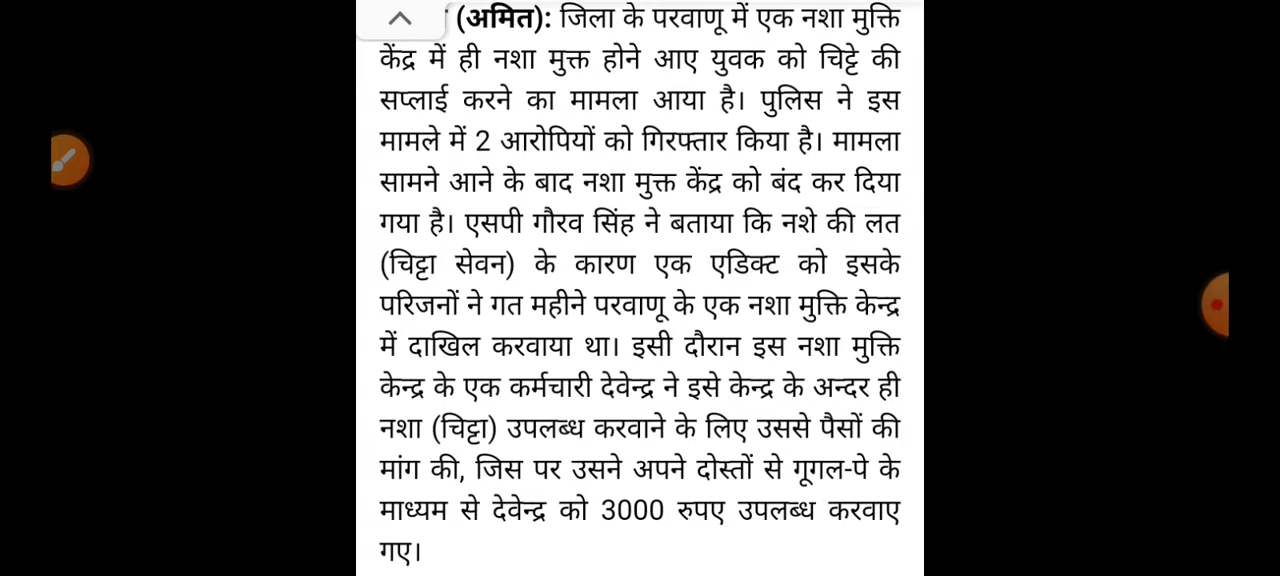 (अमित): जिला के परवाणू में एक नशा मुक्ति
केंद्र में ही नशा मुक्त होने आए युवक को चिट्टे की
सप्लाई करने का मामला आया है। पुलिस ने इस
मामले में 2 आरोपियों को गिरफ्तार किया है। मामला
सामने आने के बाद नशा मुक्त केंद्र को बंद कर दिया
गया है। एसपी गौरव सिंह ने बताया कि नशे की लत
(चिट्टा सेवन) के कारण एक एडिक्ट को इसके
परिजनों ने गत महीने परवाणू के एक नशा मुक्ति केन्द्र
में दाखिल करवाया था। इसी दौरान इस नशा मुक्ति
केन्द्र के एक कर्मचारी देवेन्द्र ने इसे केन्द्र के अन्दर ही
नशा (चिट्टा) उपलब्ध करवाने के लिए उससे पैसों की
मांग की, जिस पर उसने अपने दोस्तों से गूगल-पे के
माध्यम से देवेन्द्र को 3000 रुपए उपलब्ध करवाए
गए।